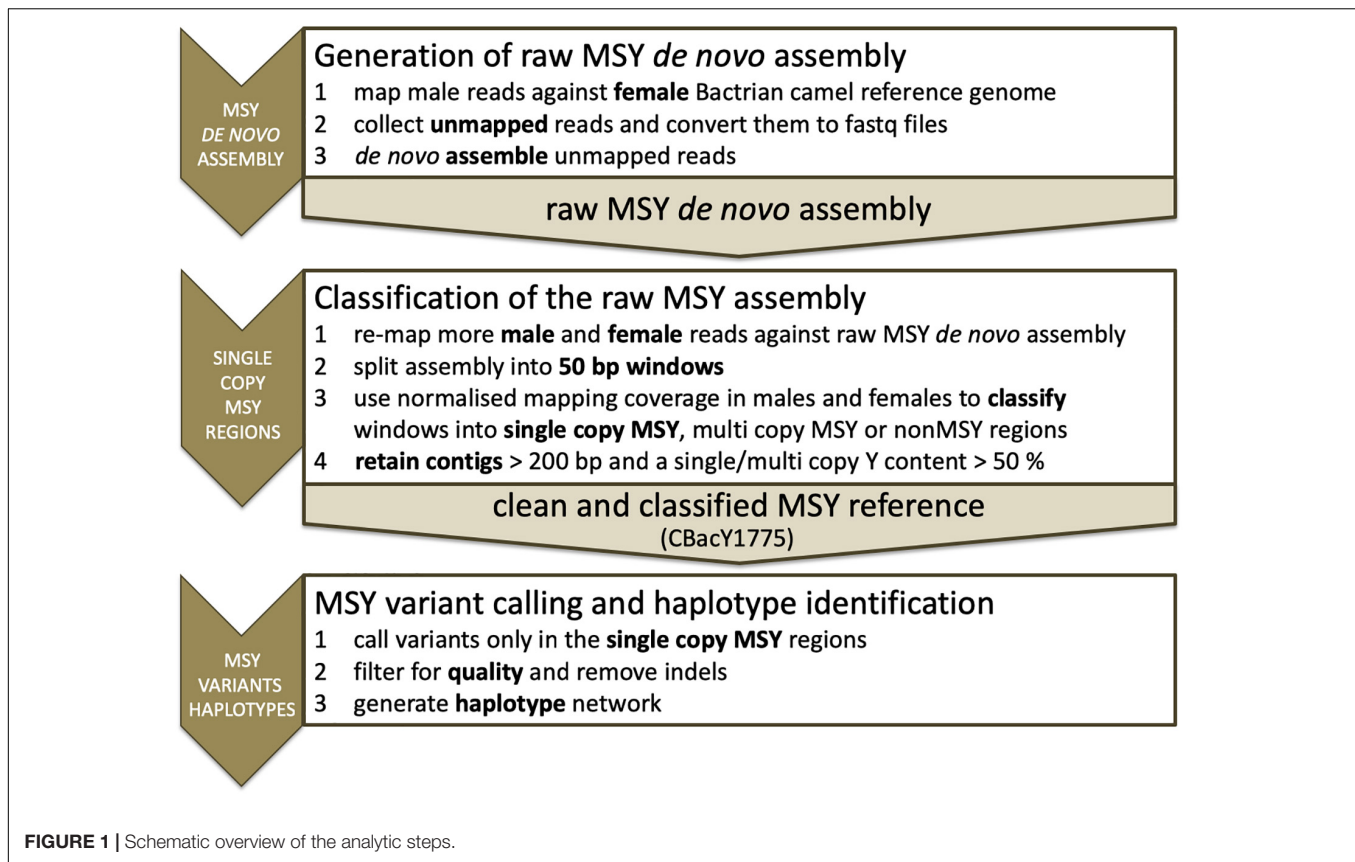 MSY
DE NOVO
ASSEMBLY
Generation of raw MSY de novo assembly
1 map male reads against female Bactrian camel reference genome
2 collect unmapped reads and convert them to fastq files
3 de novo assemble unmapped reads
raw MSY de novo assembly
SINGLE
COPY
MSY
REGIONS
Classification of the raw MSY assembly
1 re-map more male and female reads against raw MSY de novo assembly
2 split assembly into 50 bp windows
3 use normalised mapping coverage in males and females to classify
windows into single copy MSY, multi copy MSY or nonMSY regions
4 retain contigs > 200 bp and a single/multi copy Y content > 50 %
clean and classified MSY reference
(CBacY1775)
MSY
VARIANTS
HAPLOTYPES
MSY variant calling and haplotype identification
1 call variants only in the single copy MSY regions
2 filter for quality and remove indels
3 generate haplotype network
FIGURE 1 | Schematic overview of the analytic steps.